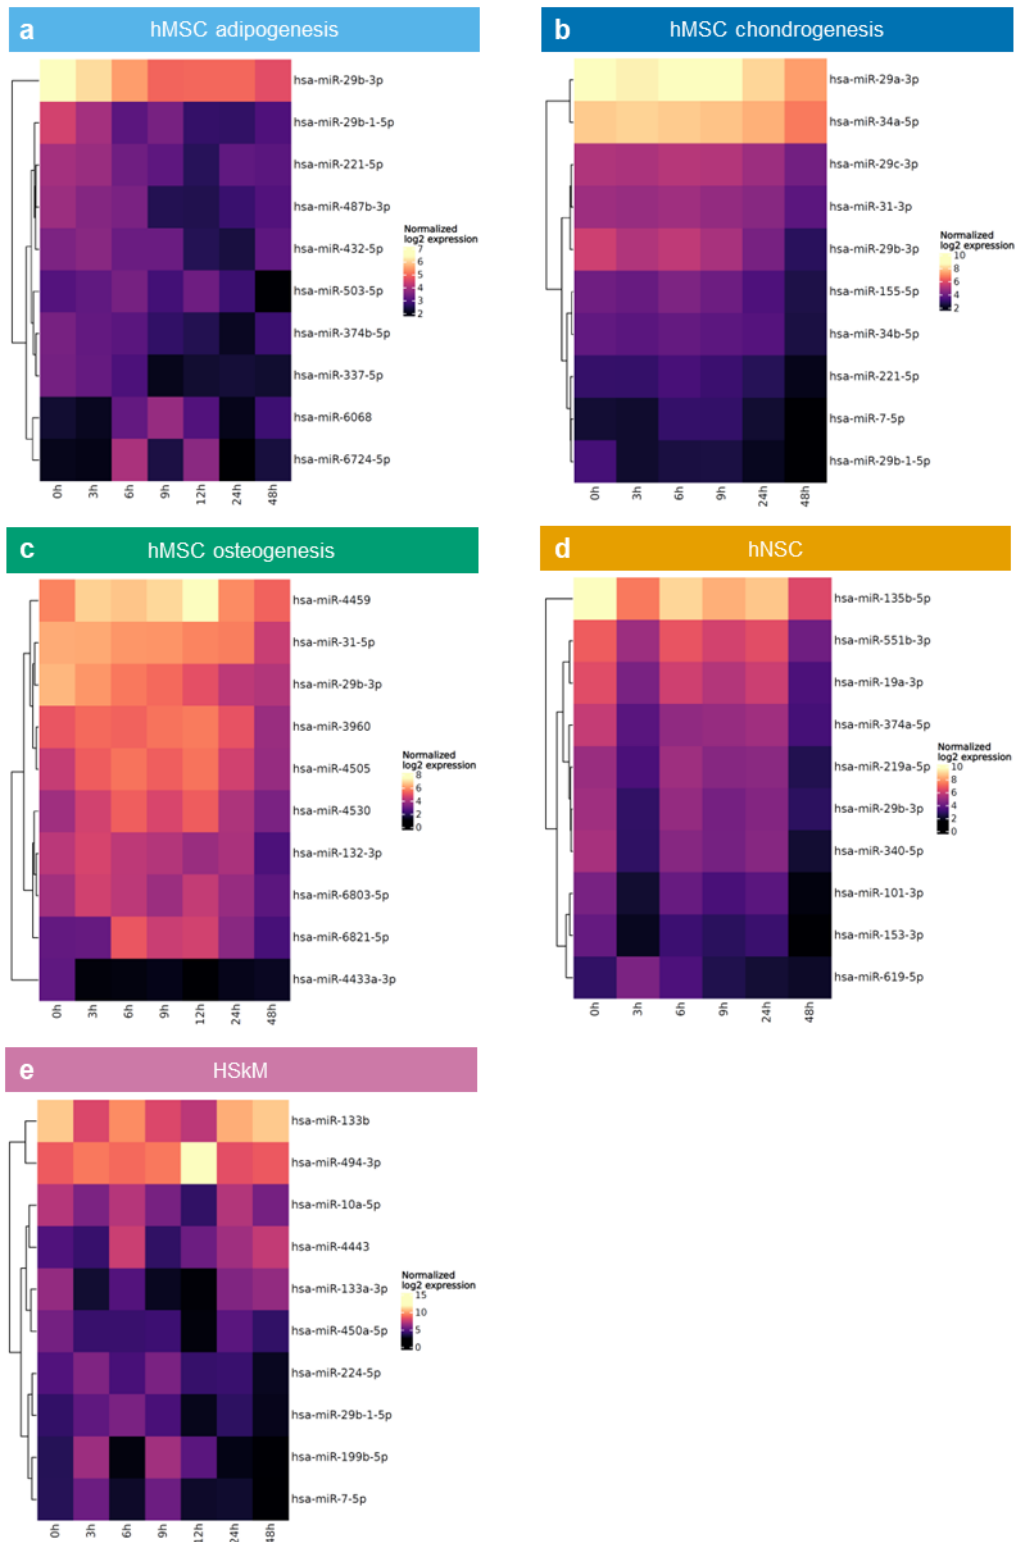 a hMSC adipogenesis
hsa-miR-29b-3p
hsa-miR-29b-1-5p
hsa-miR-221-5p
hsa-miR-487b-3p
hsa-miR-432-5p
hsa-miR-503-5p
hsa-miR-374b-5p
hsa-miR-337-5p
hsa-miR-6068
hsa-miR-6724-5p
0h 3h 6h 9h 12h 24h 48h
Normalized
log2 expression
7
6
5
4
3
2
b hMSC chondrogenesis
hsa-miR-29a-3p
hsa-miR-34a-5p
hsa-miR-29c-3p
hsa-miR-31-3p
hsa-miR-29b-3p
hsa-miR-155-5p
hsa-miR-34b-5p
hsa-miR-221-5p
hsa-miR-7-5p
hsa-miR-29b-1-5p
0h 3h 6h 9h 24h 48h
Normalized
log2 expression
10
8
6
4
2
c hMSC osteogenesis
hsa-miR-4459
hsa-miR-31-5p
hsa-miR-29b-3p
hsa-miR-3960
hsa-miR-4505
hsa-miR-4530
hsa-miR-132-3p
hsa-miR-6803-5p
hsa-miR-6821-5p
hsa-miR-4433a-3p
0h 3h 6h 9h 12h 24h 48h
Normalized
log2 expression
8
6
4
2
0
d hNSC
hsa-miR-135b-5p
hsa-miR-551b-3p
hsa-miR-19a-3p
hsa-miR-374a-5p
hsa-miR-219a-5p
hsa-miR-29b-3p
hsa-miR-340-5p
hsa-miR-101-3p
hsa-miR-153-3p
hsa-miR-619-5p
0h 3h 6h 9h 24h 48h
Normalized
log2 expression
10
8
6
4
2
0
e HSkM
hsa-miR-133b
hsa-miR-494-3p
hsa-miR-10a-5p
hsa-miR-4443
hsa-miR-133a-3p
hsa-miR-450a-5p
hsa-miR-224-5p
hsa-miR-29b-1-5p
hsa-miR-199b-5p
hsa-miR-7-5p
0h 3h 6h 9h 12h 24h 48h
Normalized
log2 expression
15
10
5
0